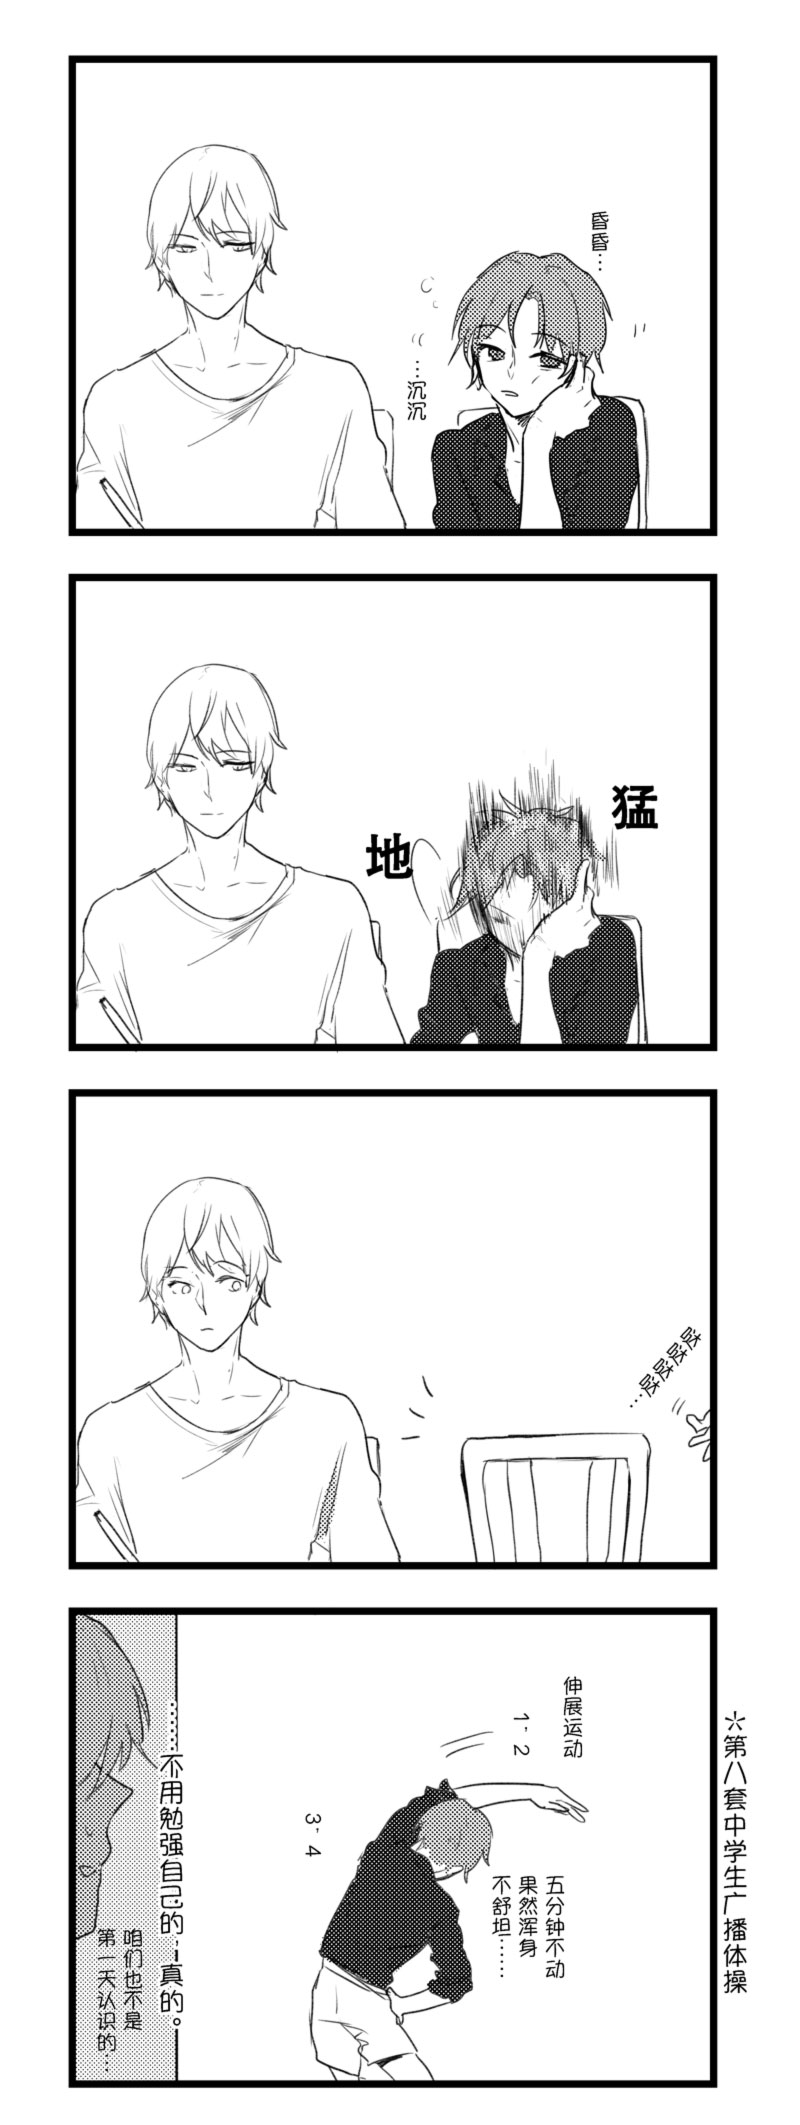 昏昏…
…沉沉
猛
地
哒哒哒哒…
＊第八套中学生广播体操
伸展运动
1、2
3、4
五分钟不动
果然浑身
不舒坦……
……不用勉强自己的…真的。
咱们也不是
第一天认识的…